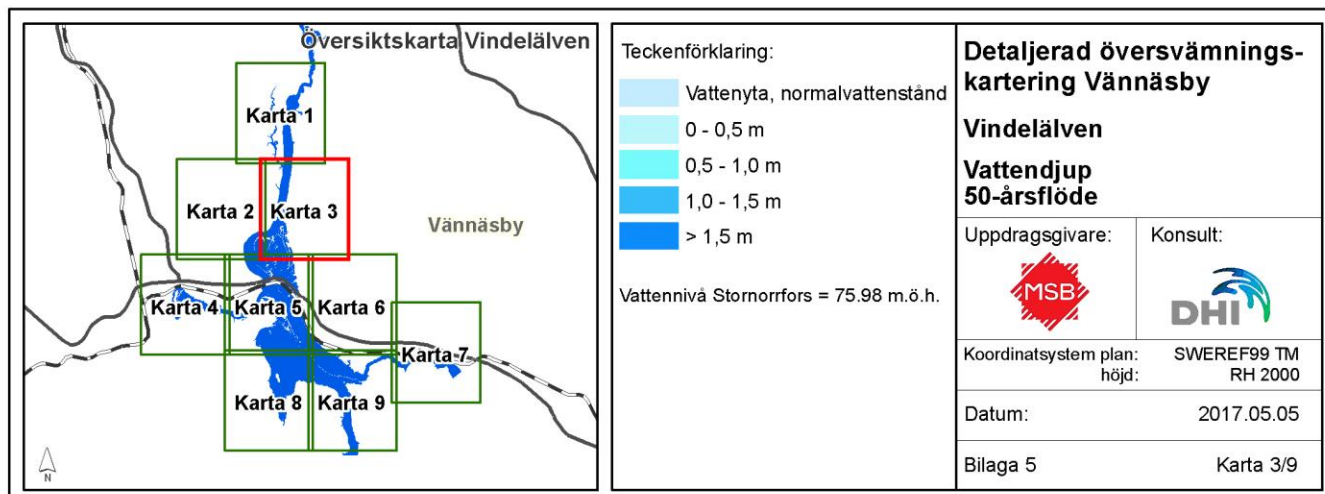 Översiktskarta Vindelälven
Karta 1
Karta 2
Karta 3
Vännäsby
Karta 4
Karta 5
Karta 6
Karta 7
Karta 8
Karta 9
N
Teckenförklaring:
Vattenyta, normalvattenstånd
0 - 0,5 m
0,5 - 1,0 m
1,0 - 1,5 m
> 1,5 m
Vattennivå Stornorrfors = 75.98 m.ö.h.
Detaljerad översvämnings-
kartering Vännäsby
Vindelälven
Vattendjup
50-årsflöde
Uppdragsgivare:
MSB
Konsult:
DHI
Koordinatsystem plan: SWEREF99 TM
höjd: RH 2000
Datum: 2017.05.05
Bilaga 5 Karta 3/9